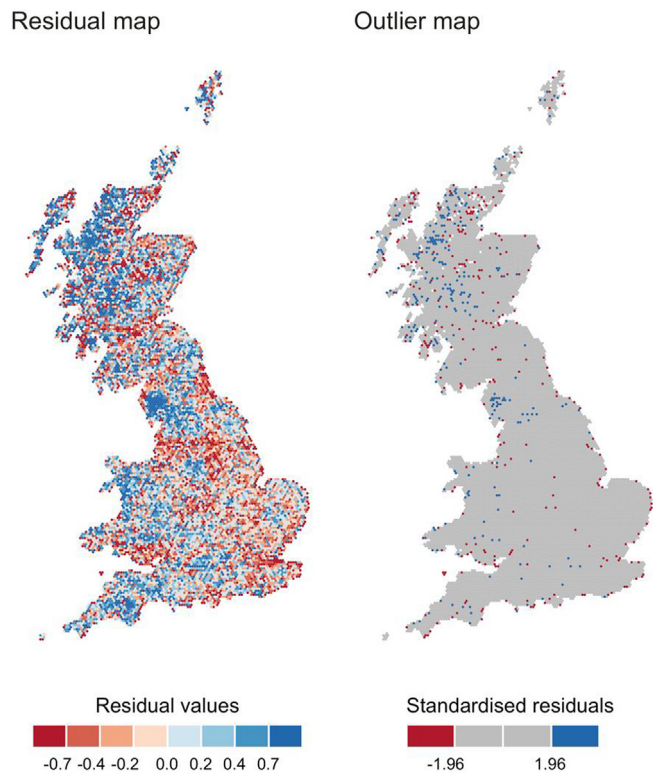 Residual map
Outlier map
Residual values
-0.7 -0.4 -0.2 0.0 0.2 0.4 0.7
Standardised residuals
-1.96 1.96